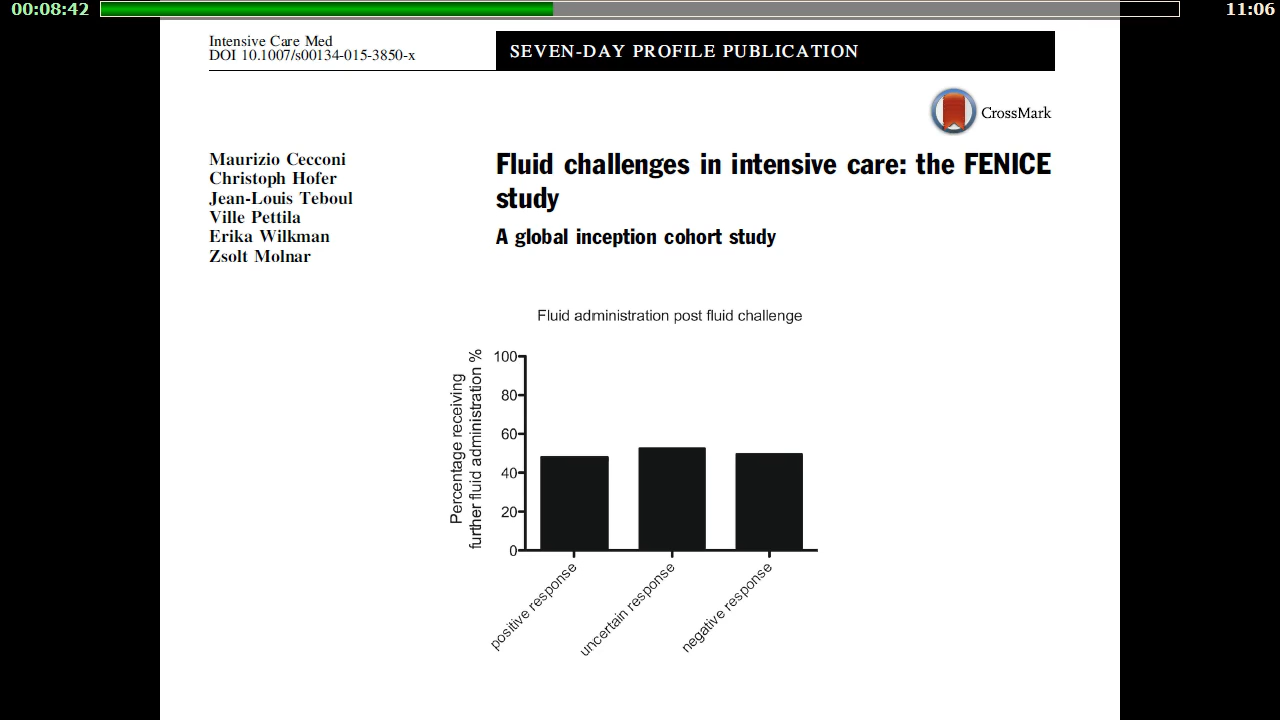 00:08:42
11:06
Intensive Care Med
DOI 10.1007/s00134-015-3850-x
SEVEN-DAY PROFILE PUBLICATION
CrossMark
Maurizio Cecconi
Christoph Hofer
Jean-Louis Teboul
Ville Pettila
Erika Wilkman
Zsolt Molnar
Fluid challenges in intensive care: the FENICE
study
A global inception cohort study
Fluid administration post fluid challenge
Percentage receiving
further fluid administration %
100
80
60
40
20
0
positive response
uncertain response
negative response